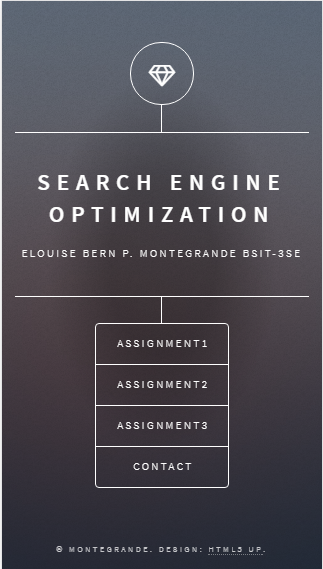 SEARCH ENGINE
OPTIMIZATION
ELOUISE BERN P. MONTEGRANDE BSIT-3SE
ASSIGNMENT1
ASSIGNMENT2
ASSIGNMENT3
CONTACT
© MONTEGRANDE. DESIGN: HTML5 UP.